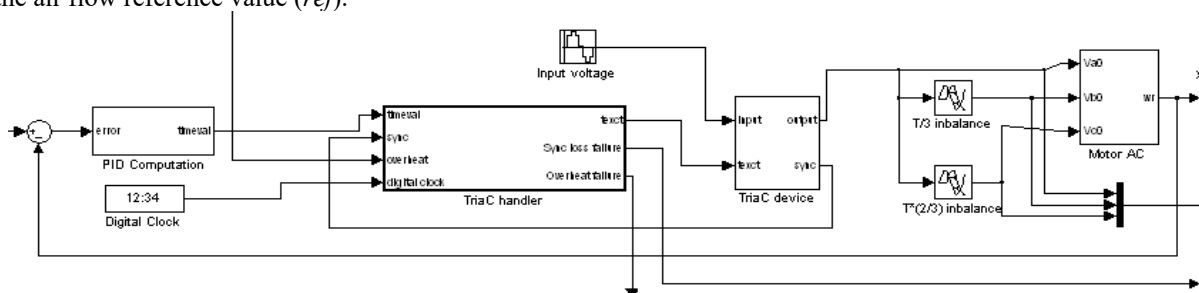 the air flow reference value (ref).
Input voltage
error
timeval
PID Computation
12:34
Digital Clock
timeval
sync
overheat
digital clock
texct
Sync loss failure
Overheat failure
TriaC handler
input
texct
output
sync
TriaC device
T/3 inbalance
T*(2/3) inbalance
Va0
Vb0
Vc0
wr
Motor AC